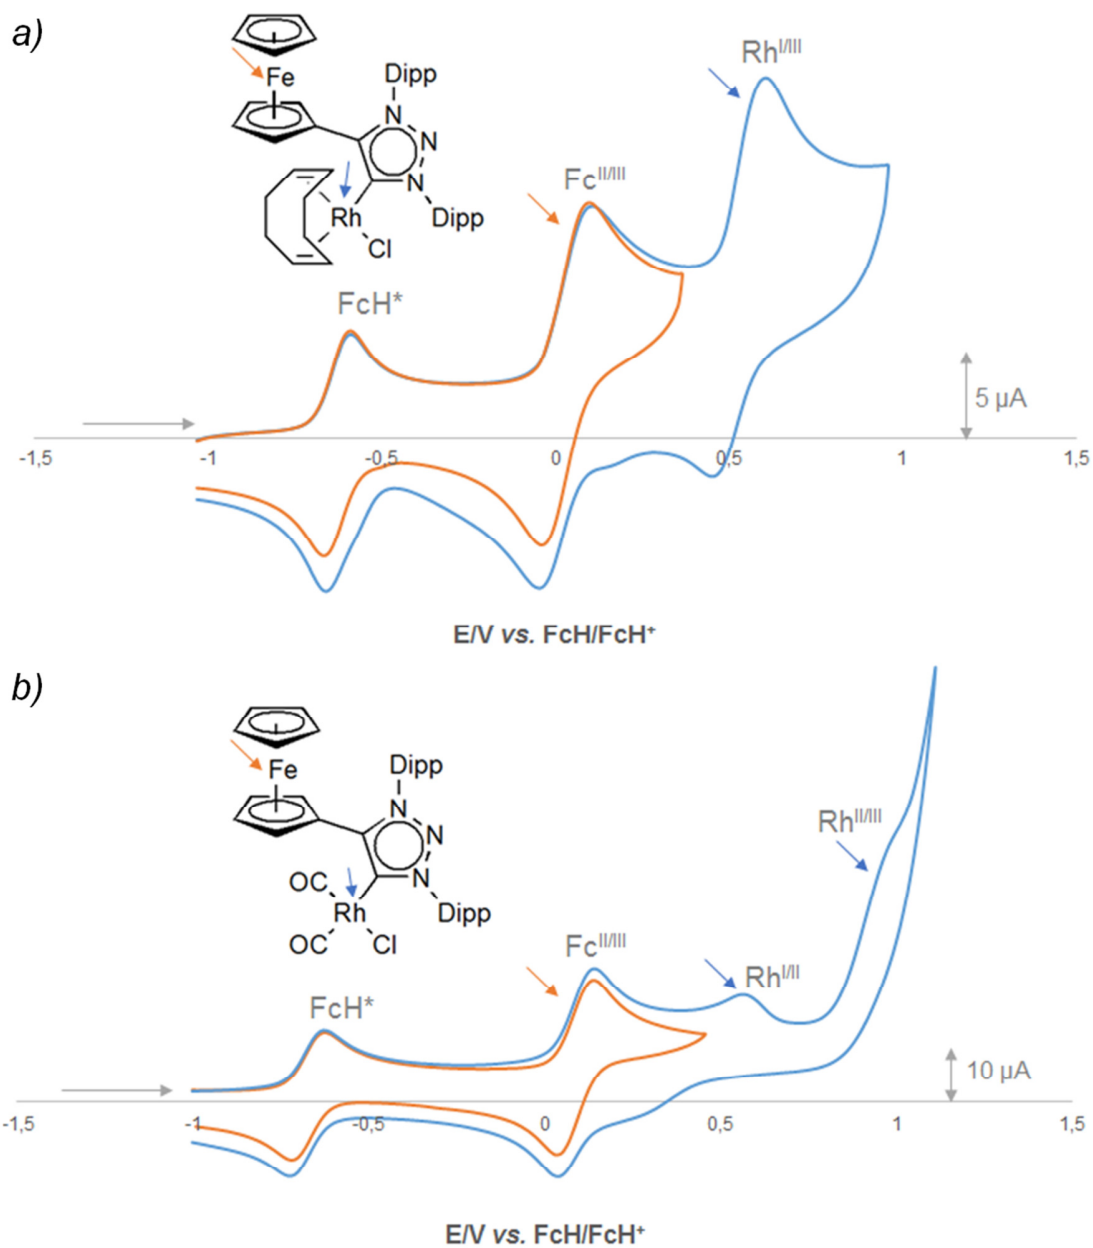 a)
Fe
Dipp
N
N
N
Dipp
Rh
Cl
FcH*
Fc^II/III
Rh^I/III
5 µA
-1,5 -1 -0,5 0 0,5 1 1,5
E/V vs. FcH/FcH⁺
b)
Fe
Dipp
N
N
N
Dipp
OC
Rh
OC
Cl
FcH*
Fc^II/III
Rh^I/II
Rh^II/III
10 µA
-1,5 -1 -0,5 0 0,5 1 1,5
E/V vs. FcH/FcH⁺